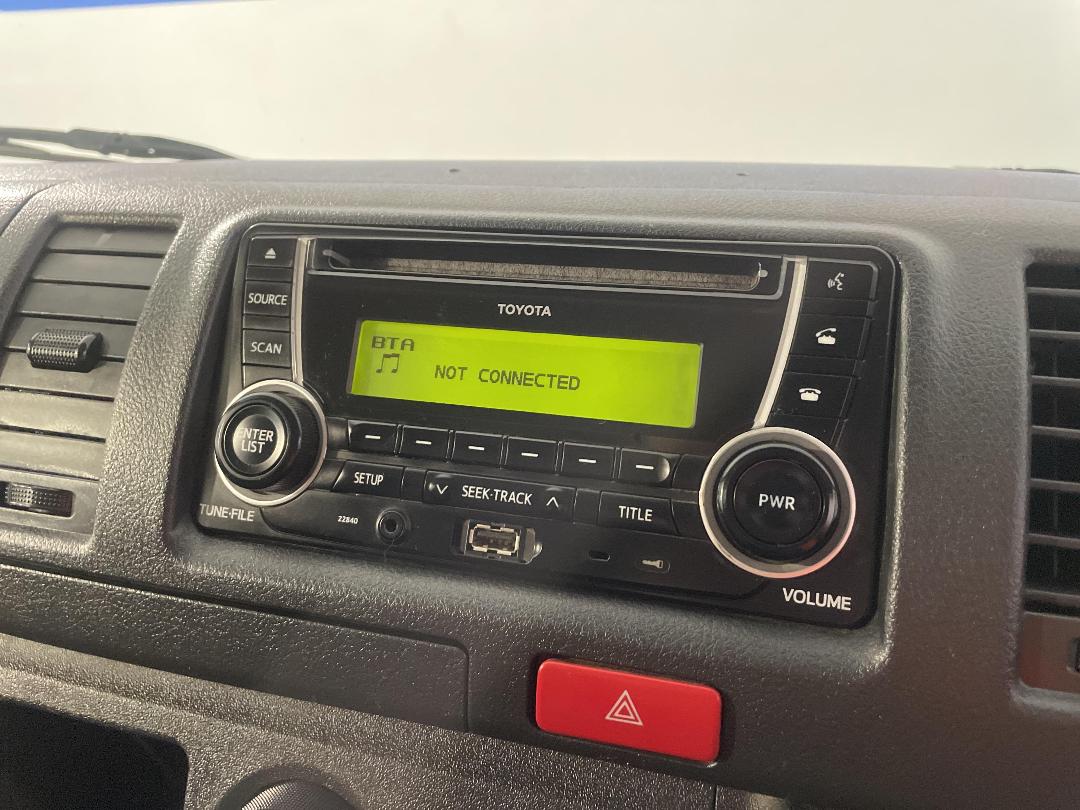 SOURCE
SCAN
TOYOTA
BTA
NOT CONNECTED
ENTER
LIST
TUNE·FILE
SETUP
SEEK·TRACK
TITLE
22840
PWR
VOLUME